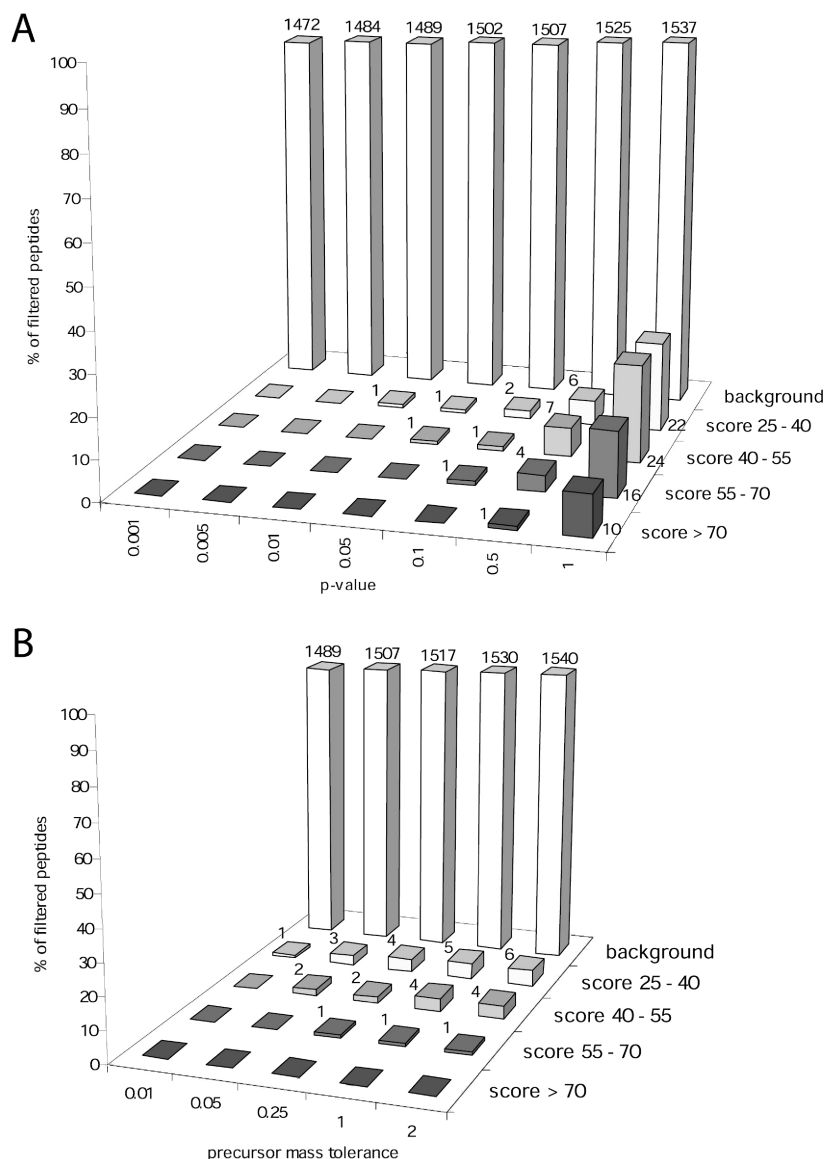 A
1472 1484 1489 1502 1507 1525 1537
100
90
80
70
60
50
40
30
20
10
0
% of filtered peptides
1 1 2 6 22
1 1 7 24
1 4 16
1 10
background
score 25 - 40
score 40 - 55
score 55 - 70
score > 70
0.001 0.005 0.01 0.05 0.1 0.5 1
p-value
B
1489 1507 1517 1530 1540
100
90
80
70
60
50
40
30
20
10
0
% of filtered peptides
1 3 4 5 6
2 2 4 4
1 1 1
background
score 25 - 40
score 40 - 55
score 55 - 70
score > 70
0.01 0.05 0.25 1 2
precursor mass tolerance